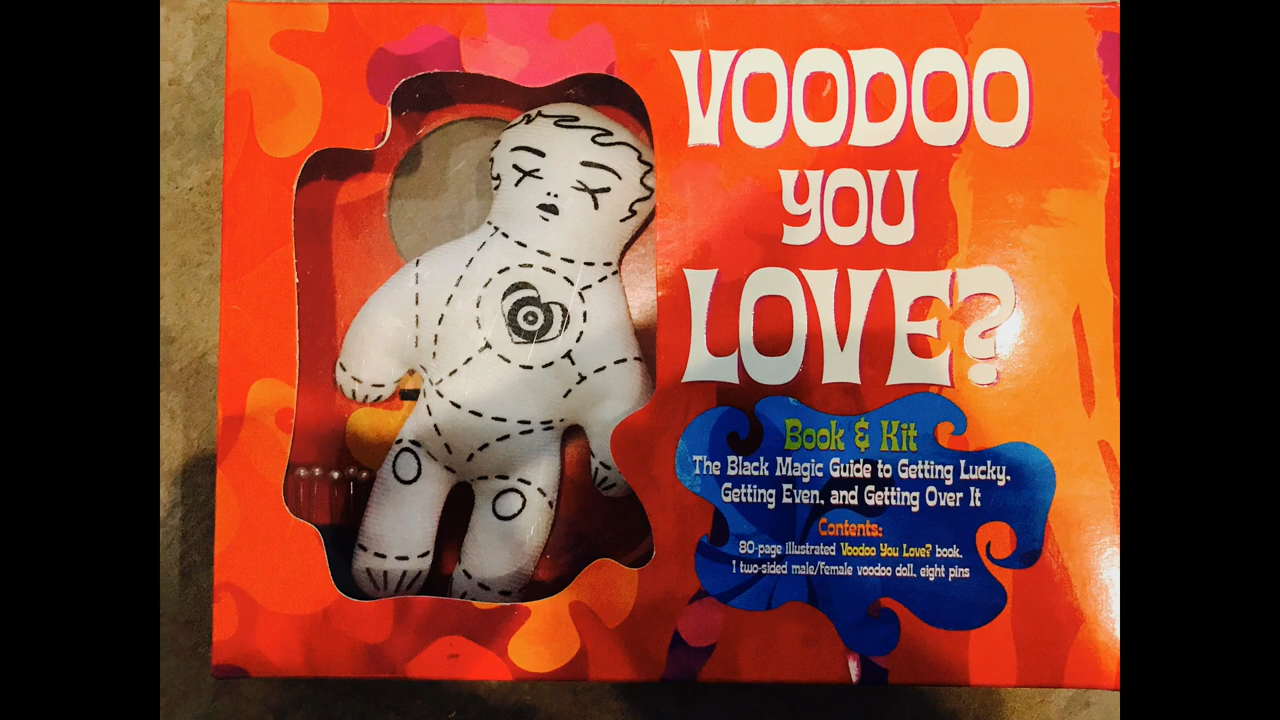 VOODOO
YOU
LOVE?
Book & Kit
The Black Magic Guide to Getting Lucky,
Getting Even, and Getting Over It
Contents:
80-page illustrated Voodoo You Love? book,
1 two-sided male/female voodoo doll, eight pins